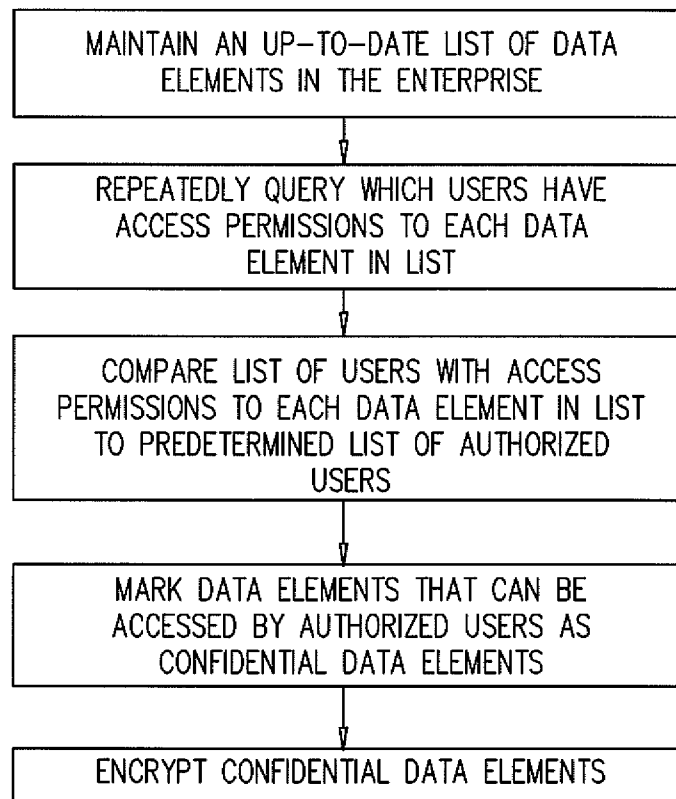 MAINTAIN AN UP-TO-DATE LIST OF DATA
ELEMENTS IN THE ENTERPRISE
REPEATEDLY QUERY WHICH USERS HAVE
ACCESS PERMISSIONS TO EACH DATA
ELEMENT IN LIST
COMPARE LIST OF USERS WITH ACCESS
PERMISSIONS TO EACH DATA ELEMENT IN LIST
TO PREDETERMINED LIST OF AUTHORIZED
USERS
MARK DATA ELEMENTS THAT CAN BE
ACCESSED BY AUTHORIZED USERS AS
CONFIDENTIAL DATA ELEMENTS
ENCRYPT CONFIDENTIAL DATA ELEMENTS